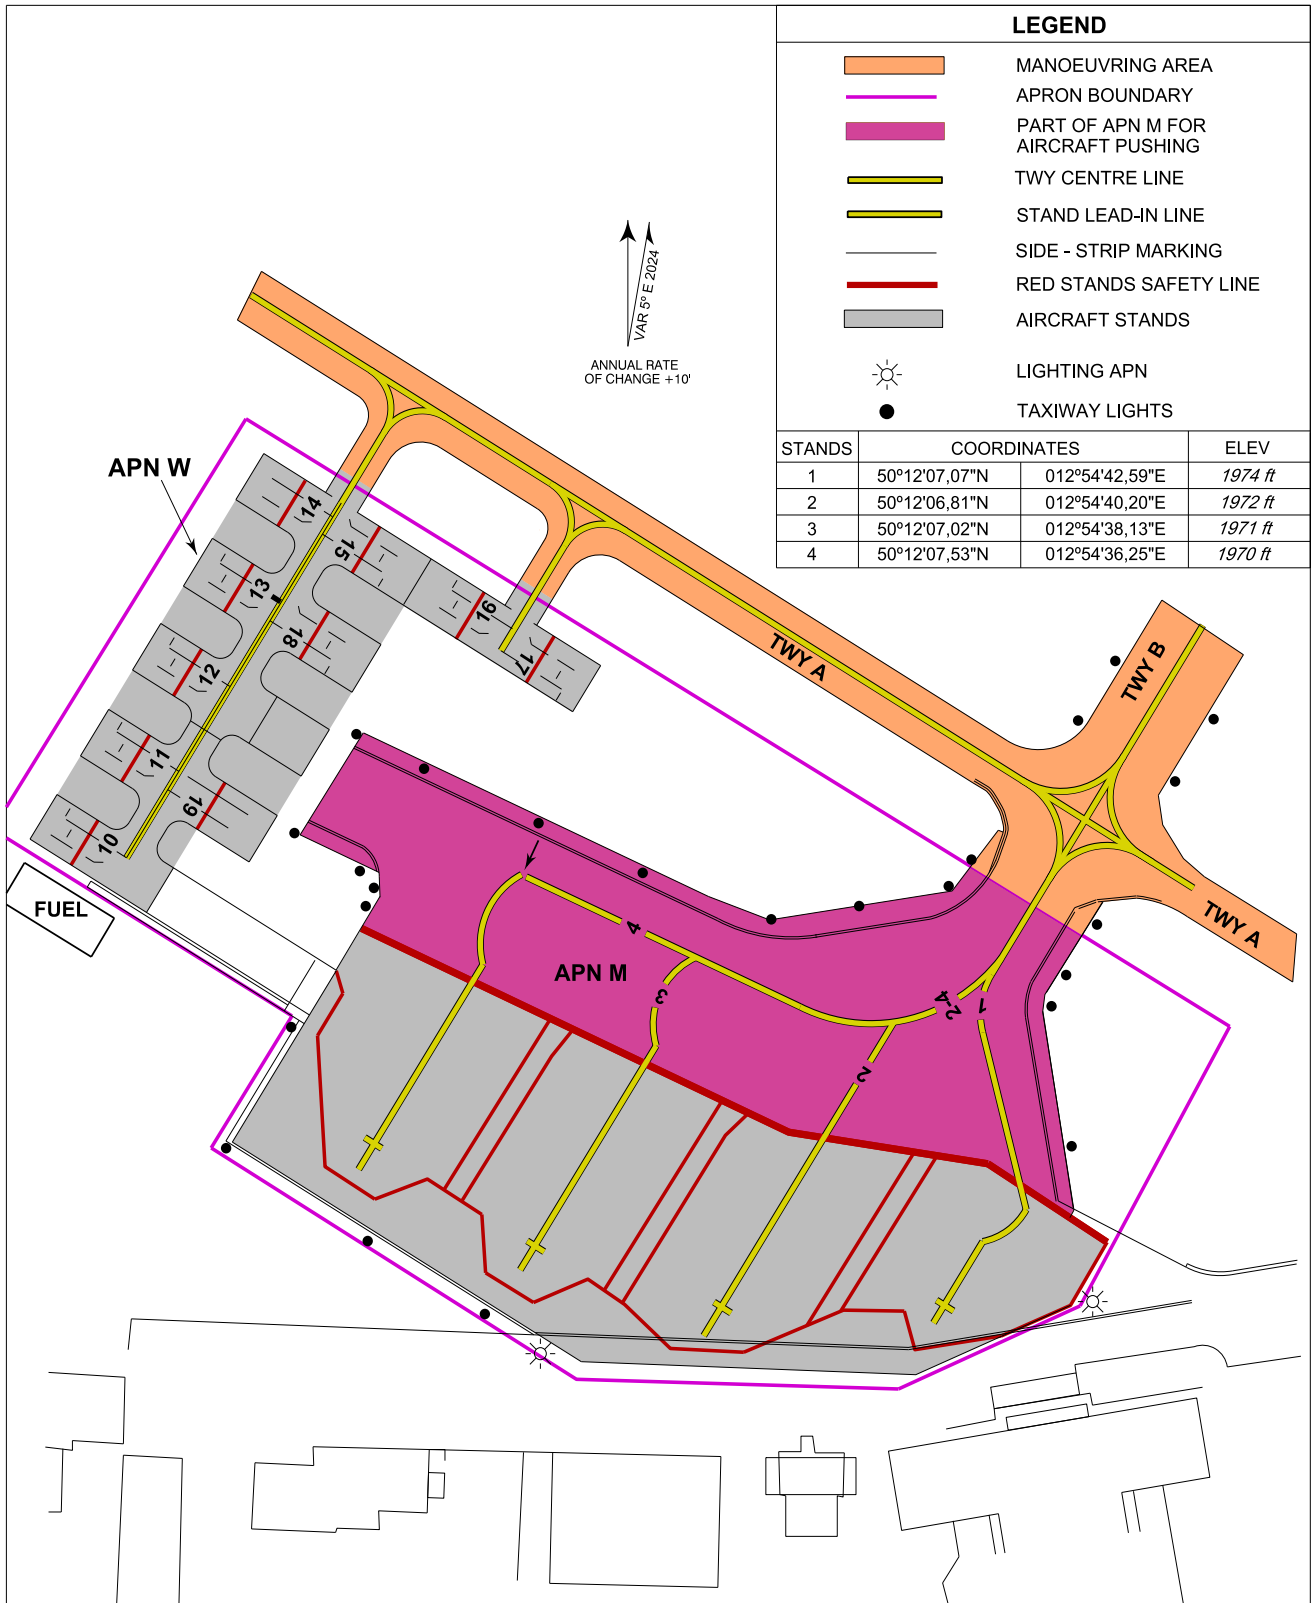 LEGEND
MANOEUVRING AREA
APRON BOUNDARY
PART OF APN M FOR
AIRCRAFT PUSHING
TWY CENTRE LINE
STAND LEAD-IN LINE
SIDE - STRIP MARKING
RED STANDS SAFETY LINE
AIRCRAFT STANDS
LIGHTING APN
TAXIWAY LIGHTS
STANDS COORDINATES ELEV
1 50º12'07,07"N 012º54'42,59"E 1974 ft
2 50º12'06,81"N 012º54'40,20"E 1972 ft
3 50º12'07,02"N 012º54'38,13"E 1971 ft
4 50º12'07,53"N 012º54'36,25"E 1970 ft
VAR 5º E 2024
ANNUAL RATE
OF CHANGE +10'
APN W
14
15
13
16
18
17
12
11
19
10
FUEL
TWY A
TWY B
TWY A
4
APN M
3
2-4
1
2